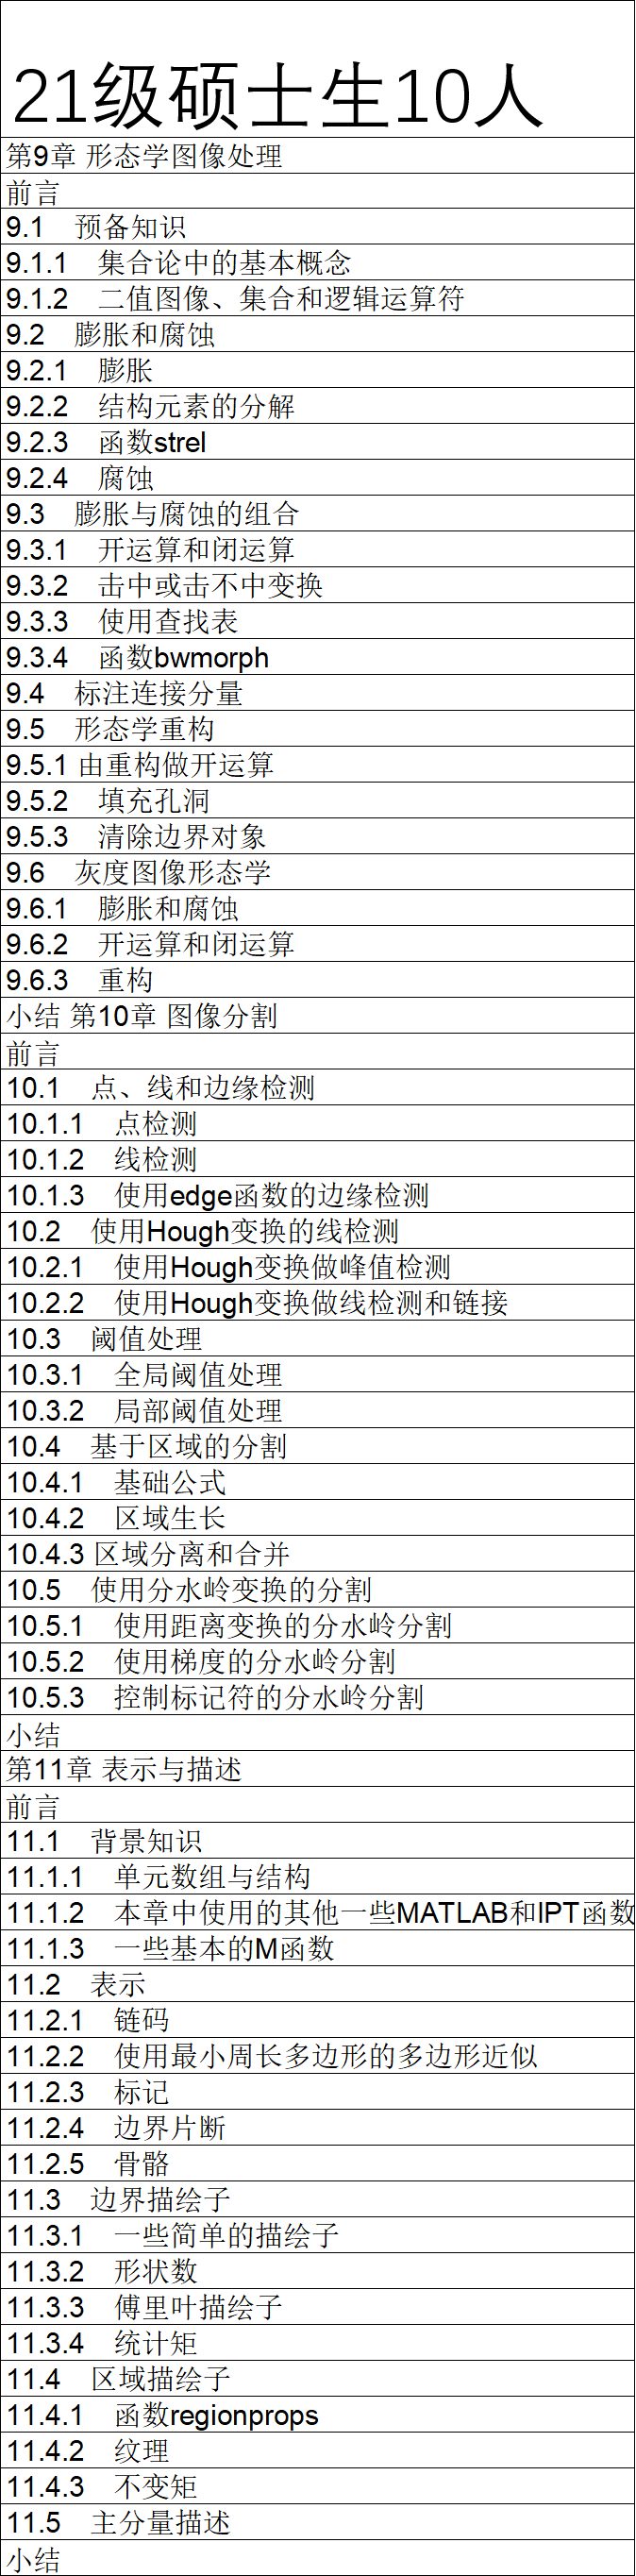 21级硕士生10人
第9章 形态学图像处理
前言
9.1 预备知识
9.1.1 集合论中的基本概念
9.1.2 二值图像、集合和逻辑运算符
9.2 膨胀和腐蚀
9.2.1 膨胀
9.2.2 结构元素的分解
9.2.3 函数strel
9.2.4 腐蚀
9.3 膨胀与腐蚀的组合
9.3.1 开运算和闭运算
9.3.2 击中或击不中变换
9.3.3 使用查找表
9.3.4 函数bwmorph
9.4 标注连接分量
9.5 形态学重构
9.5.1 由重构做开运算
9.5.2 填充孔洞
9.5.3 清除边界对象
9.6 灰度图像形态学
9.6.1 膨胀和腐蚀
9.6.2 开运算和闭运算
9.6.3 重构
小结 第10章 图像分割
前言
10.1 点、线和边缘检测
10.1.1 点检测
10.1.2 线检测
10.1.3 使用edge函数的边缘检测
10.2 使用Hough变换的线检测
10.2.1 使用Hough变换做峰值检测
10.2.2 使用Hough变换做线检测和链接
10.3 阈值处理
10.3.1 全局阈值处理
10.3.2 局部阈值处理
10.4 基于区域的分割
10.4.1 基础公式
10.4.2 区域生长
10.4.3 区域分离和合并
10.5 使用分水岭变换的分割
10.5.1 使用距离变换的分水岭分割
10.5.2 使用梯度的分水岭分割
10.5.3 控制标记符的分水岭分割
小结
第11章 表示与描述
前言
11.1 背景知识
11.1.1 单元数组与结构
11.1.2 本章中使用的其他一些MATLAB和IPT函数
11.1.3 一些基本的M函数
11.2 表示
11.2.1 链码
11.2.2 使用最小周长多边形的多边形近似
11.2.3 标记
11.2.4 边界片断
11.2.5 骨骼
11.3 边界描绘子
11.3.1 一些简单的描绘子
11.3.2 形状数
11.3.3 傅里叶描绘子
11.3.4 统计矩
11.4 区域描绘子
11.4.1 函数regionprops
11.4.2 纹理
11.4.3 不变矩
11.5 主分量描述
小结